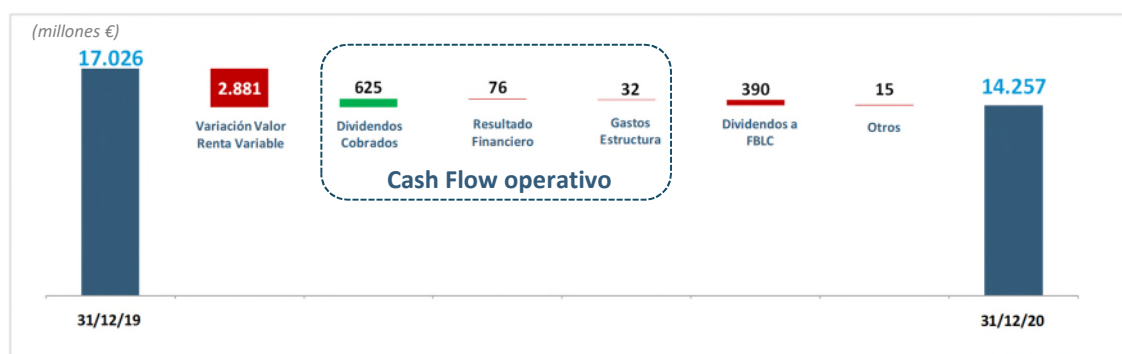 (millones €)
17.026
2.881
Variación Valor
Renta Variable
625
Dividendos
Cobrados
76
Resultado
Financiero
32
Gastos
Estructura
Cash Flow operativo
390
Dividendos a
FBLC
15
Otros
14.257
31/12/19
31/12/20